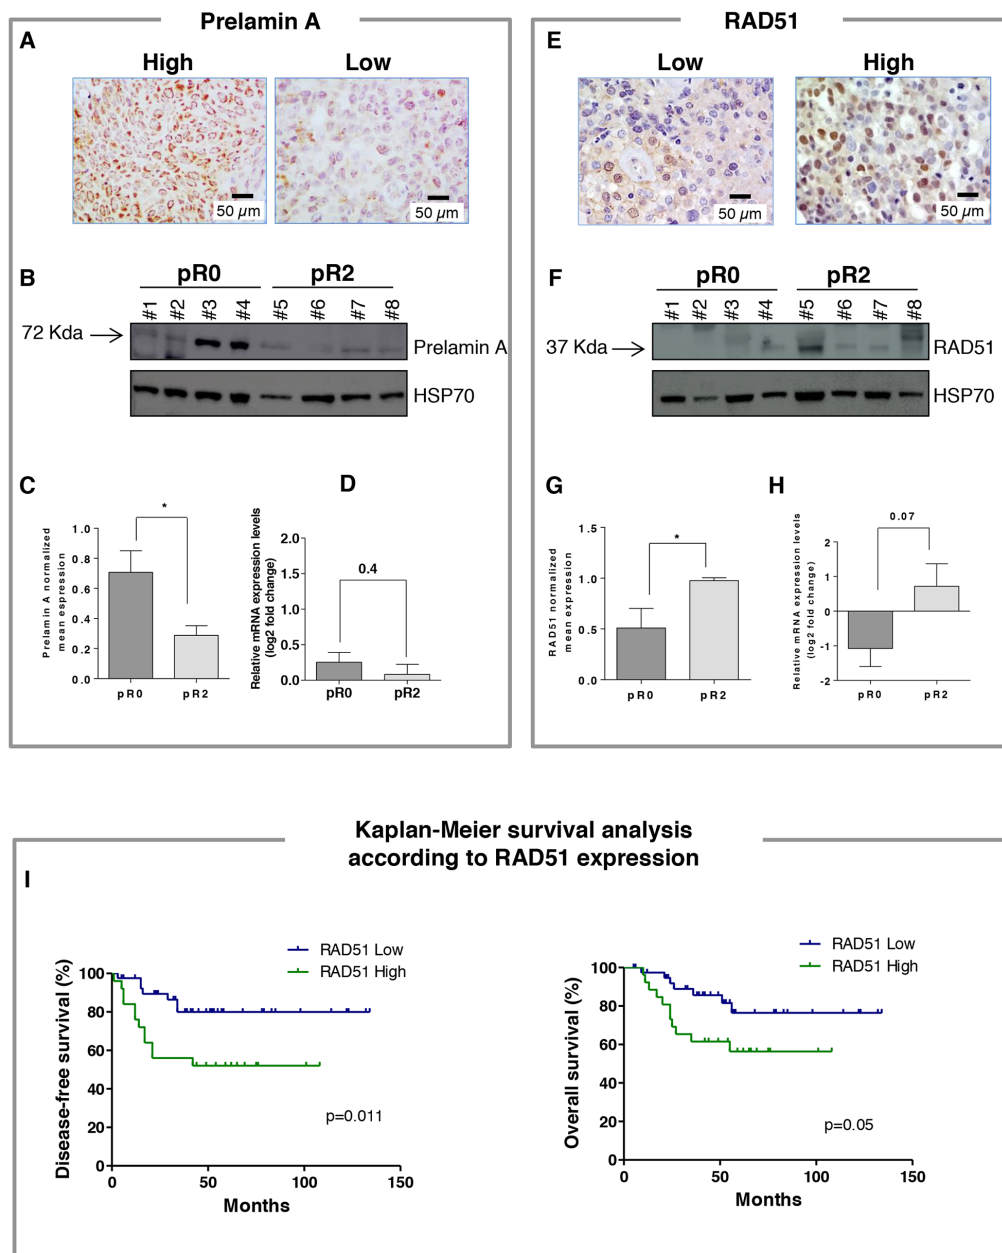 Prelamin A
A
High
Low
50 µm
50 µm
B
pR0
pR2
#1
#2
#3
#4
#5
#6
#7
#8
72 Kda
Prelamin A
HSP70
C
*
Prelamin A normalized
mean espression
1.0
0.8
0.6
0.4
0.2
0.0
pR0
pR2
D
Relative mRNA expression levels
(log2 fold change)
2.0
1.5
1.0
0.5
0.0
0.4
pR0
pR2
RAD51
E
Low
High
50 µm
50 µm
F
pR0
pR2
#1
#2
#3
#4
#5
#6
#7
#8
37 Kda
RAD51
HSP70
G
*
RAD51 normalized
mean expression
1.5
1.0
0.5
0.0
pR0
pR2
H
0.07
Relative mRNA expression levels
(log2 fold change)
2
1
0
-1
-2
pR0
pR2
Kaplan-Meier survival analysis
according to RAD51 expression
I
RAD51 Low
RAD51 High
Disease-free survival (%)
100
80
60
40
20
0
p=0.011
0
50
100
150
Months
RAD51 Low
RAD51 High
Overall survival (%)
100
80
60
40
20
0
p=0.05
0
50
100
150
Months